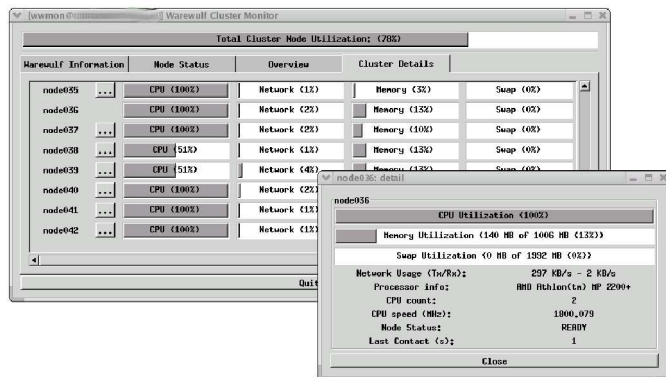 [wwmon @ ] Warewulf Cluster Monitor
Total Cluster Node Utilization: (78%)
Warewulf Information Node Status Overview Cluster Details
node035 ... CPU (100%) Network (1%) Memory (3%) Swap (0%)
node036 CPU (100%) Network (2%) Memory (13%) Swap (0%)
node037 ... CPU (100%) Network (2%) Memory (10%) Swap (0%)
node038 ... CPU (51%) Network (1%) Memory (13%) Swap (0%)
node039 ... CPU (51%) Network (4%) Memory (13%) Swap (0%)
node040 ... CPU (100%) Network (2%)
node041 ... CPU (100%) Network (1%)
node042 ... CPU (100%) Network (1%)
Quit
node036: detail
node036
CPU Utilization (100%)
Memory Utilization (140 MB of 1006 MB (13%))
Swap Utilization (0 MB of 1992 MB (0%))
Network Usage (Tx/Rx): 297 KB/s - 2 KB/s
Processor info: AMD Athlon(tm) MP 2200+
CPU count: 2
CPU speed (MHz): 1800.079
Node Status: READY
Last Contact (s): 1
Close